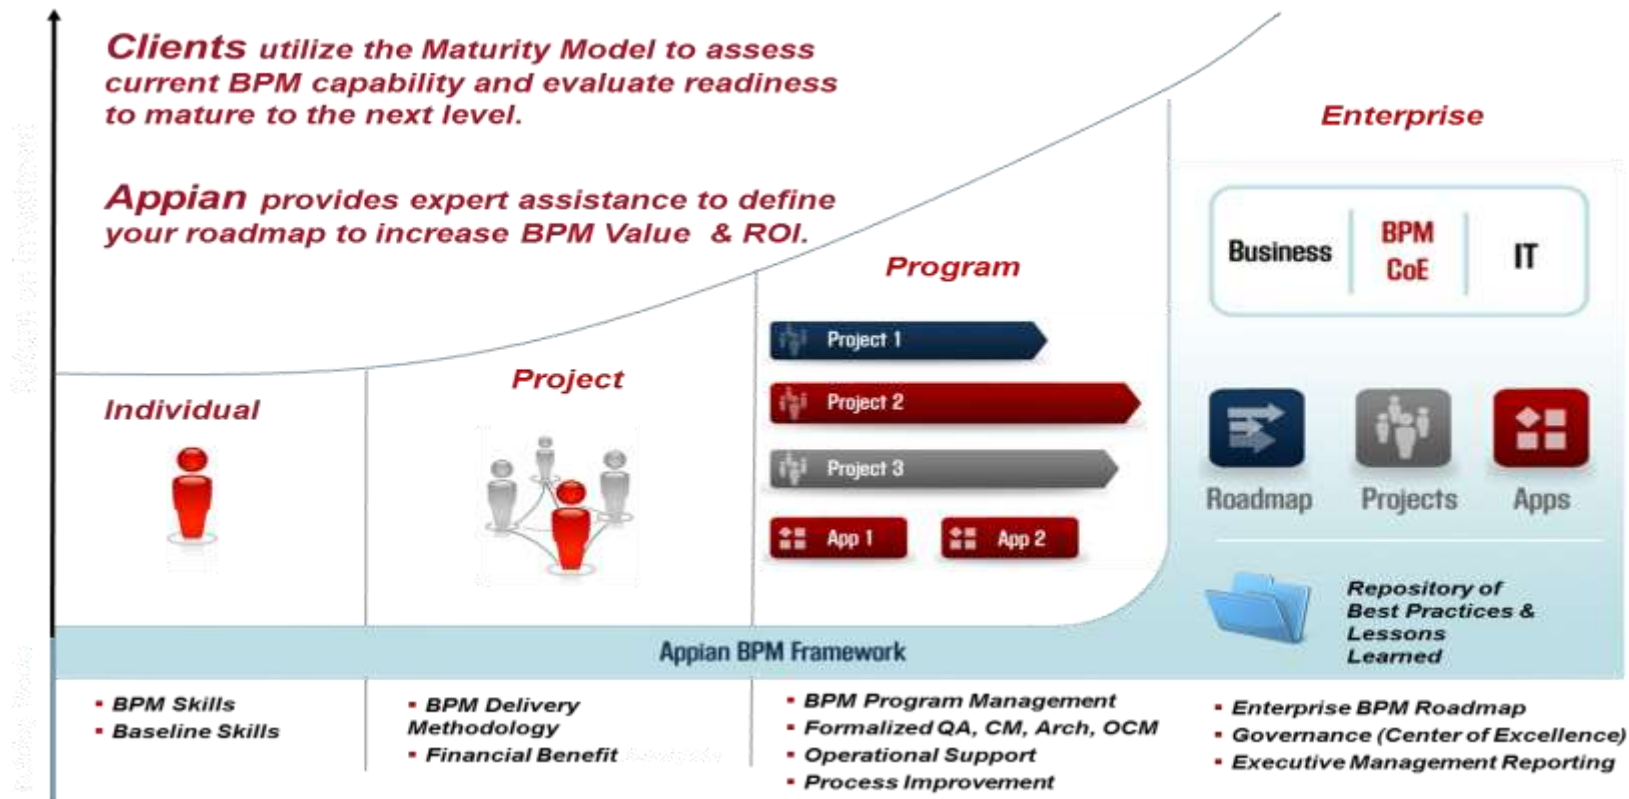 Clients utilize the Maturity Model to assess
current BPM capability and evaluate readiness
to mature to the next level.
Appian provides expert assistance to define
your roadmap to increase BPM Value & ROI.
Individual
Project
Program
Project 1
Project 2
Project 3
App 1
App 2
Enterprise
Business
BPM
CoE
IT
Roadmap
Projects
Apps
Repository of
Best Practices &
Lessons
Learned
Appian BPM Framework
▪ BPM Skills
▪ Baseline Skills
▪ BPM Delivery
Methodology
▪ Financial Benefit
▪ BPM Program Management
▪ Formalized QA, CM, Arch, OCM
▪ Operational Support
▪ Process Improvement
▪ Enterprise BPM Roadmap
▪ Governance (Center of Excellence)
▪ Executive Management Reporting